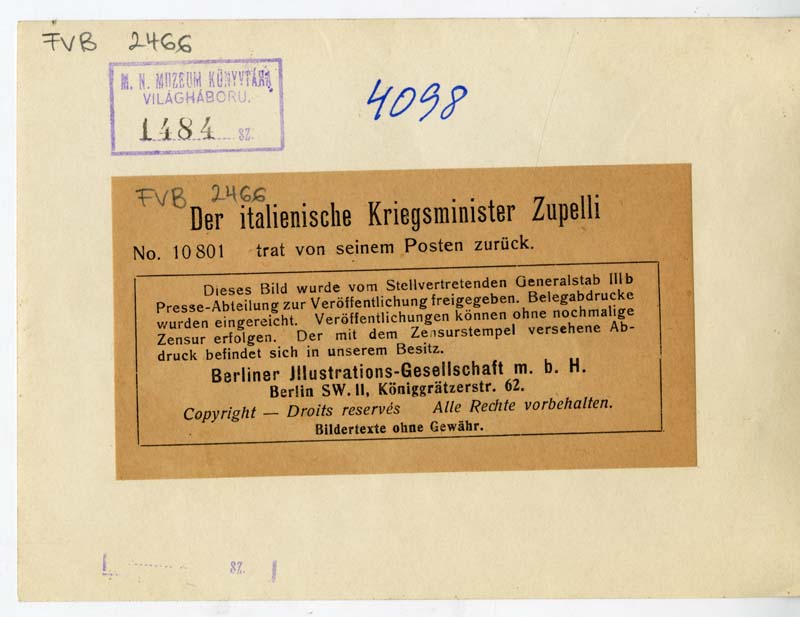 FVB 2466
M. N. MUZEUM KÖNYVTÁRA
VILÁGHÁBORU.
1484 sz.
4098
FVB 2466
Der italienische Kriegsminister Zupelli
No. 10801 trat von seinem Posten zurück.
Dieses Bild wurde vom Stellvertretenden Generalstab IIIb
Presse-Abteilung zur Veröffentlichung freigegeben. Belegabdrucke
wurden eingereicht. Veröffentlichungen können ohne nochmalige
Zensur erfolgen. Der mit dem Zensurstempel versehene Ab-
druck befindet sich in unserem Besitz.
Berliner Jllustrations-Gesellschaft m. b. H.
Berlin SW. II, Königgrätzerstr. 62.
Copyright — Droits reservés Alle Rechte vorbehalten.
Bildertexte ohne Gewähr.
sz.